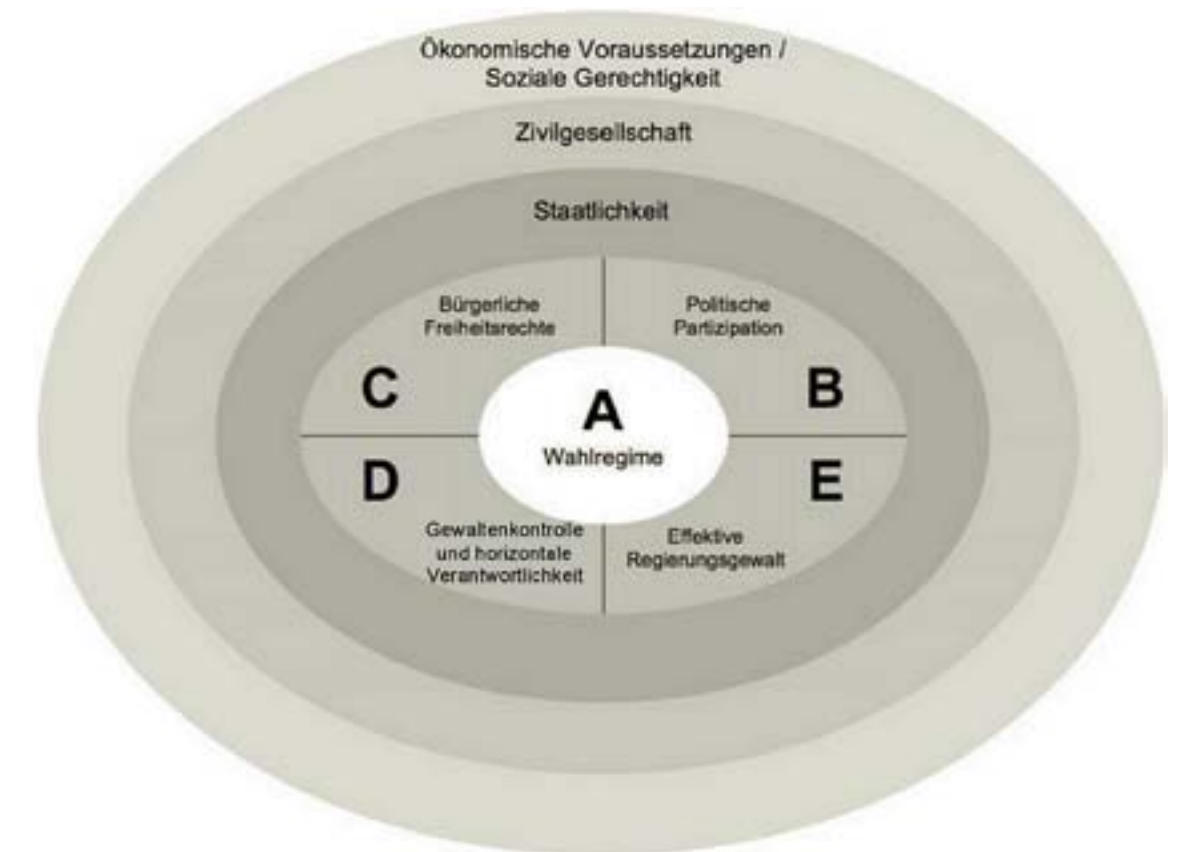 Ökonomische Voraussetzungen /
Soziale Gerechtigkeit
Zivilgesellschaft
Staatlichkeit
Bürgerliche
Freiheitsrechte
C
Politische
Partizipation
B
A
Wahlregime
D
Gewaltenkontrolle
und horizontale
Verantwortlichkeit
E
Effektive
Regierungsgewalt